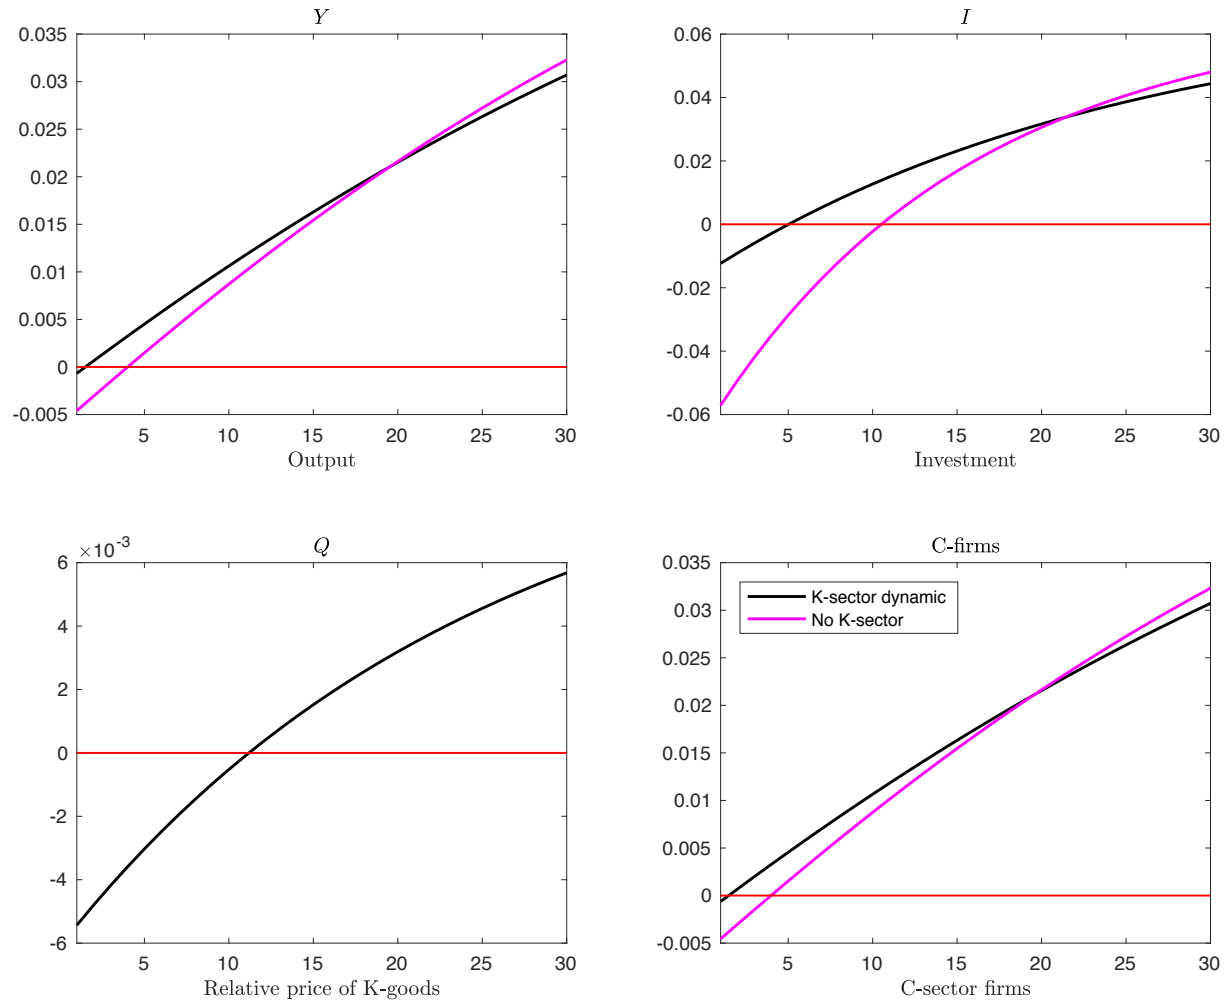 Y
0.035
0.03
0.025
0.02
0.015
0.01
0.005
0
-0.005
5 10 15 20 25 30
Output
I
0.06
0.04
0.02
0
-0.02
-0.04
-0.06
5 10 15 20 25 30
Investment
Q
×10-3
6
4
2
0
-2
-4
-6
5 10 15 20 25 30
Relative price of K-goods
C-firms
0.035
0.03
0.025
0.02
0.015
0.01
0.005
0
-0.005
K-sector dynamic
No K-sector
5 10 15 20 25 30
C-sector firms